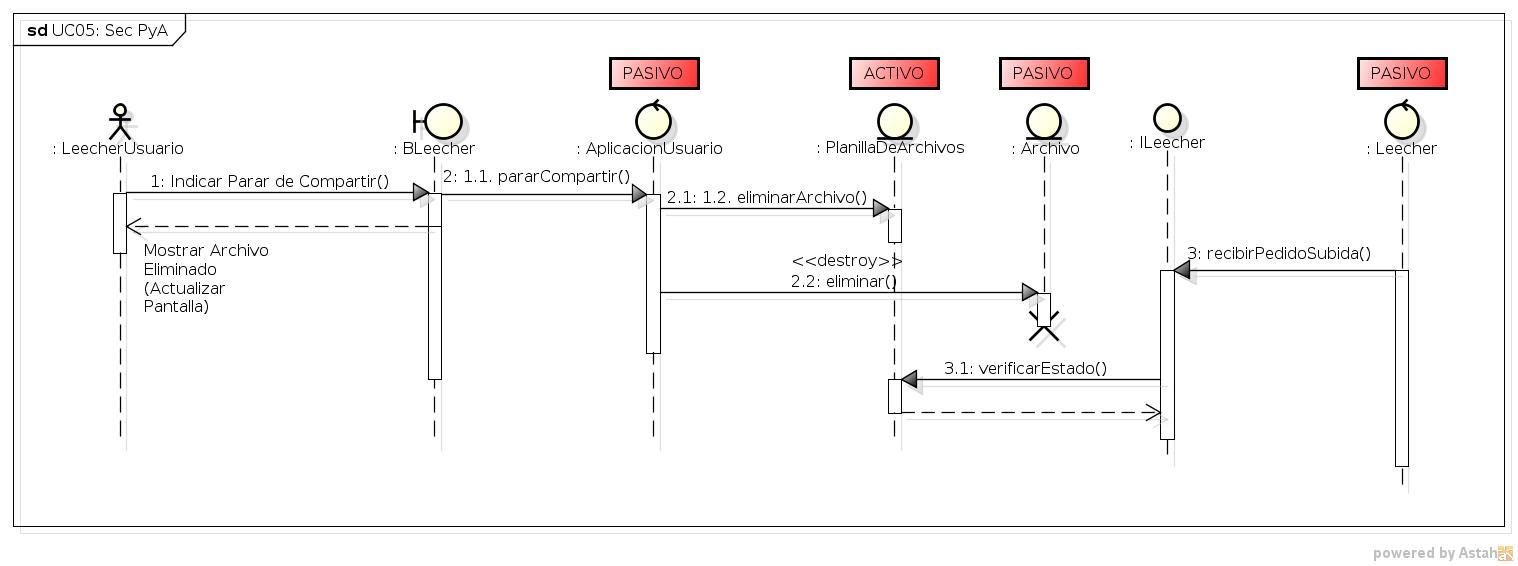 sd UC05: Sec PyA
PASIVO
ACTIVO
PASIVO
PASIVO
: LeecherUsuario
: BLeecher
: AplicacionUsuario
: PlanillaDeArchivos
: Archivo
: ILeecher
: Leecher
1: Indicar Parar de Compartir()
2: 1.1. pararCompartir()
2.1: 1.2. eliminarArchivo()
Mostrar Archivo
Eliminado
(Actualizar
Pantalla)
<<destroy>>
2.2: eliminar()
3: recibirPedidoSubida()
3.1: verificarEstado()
powered by Astah